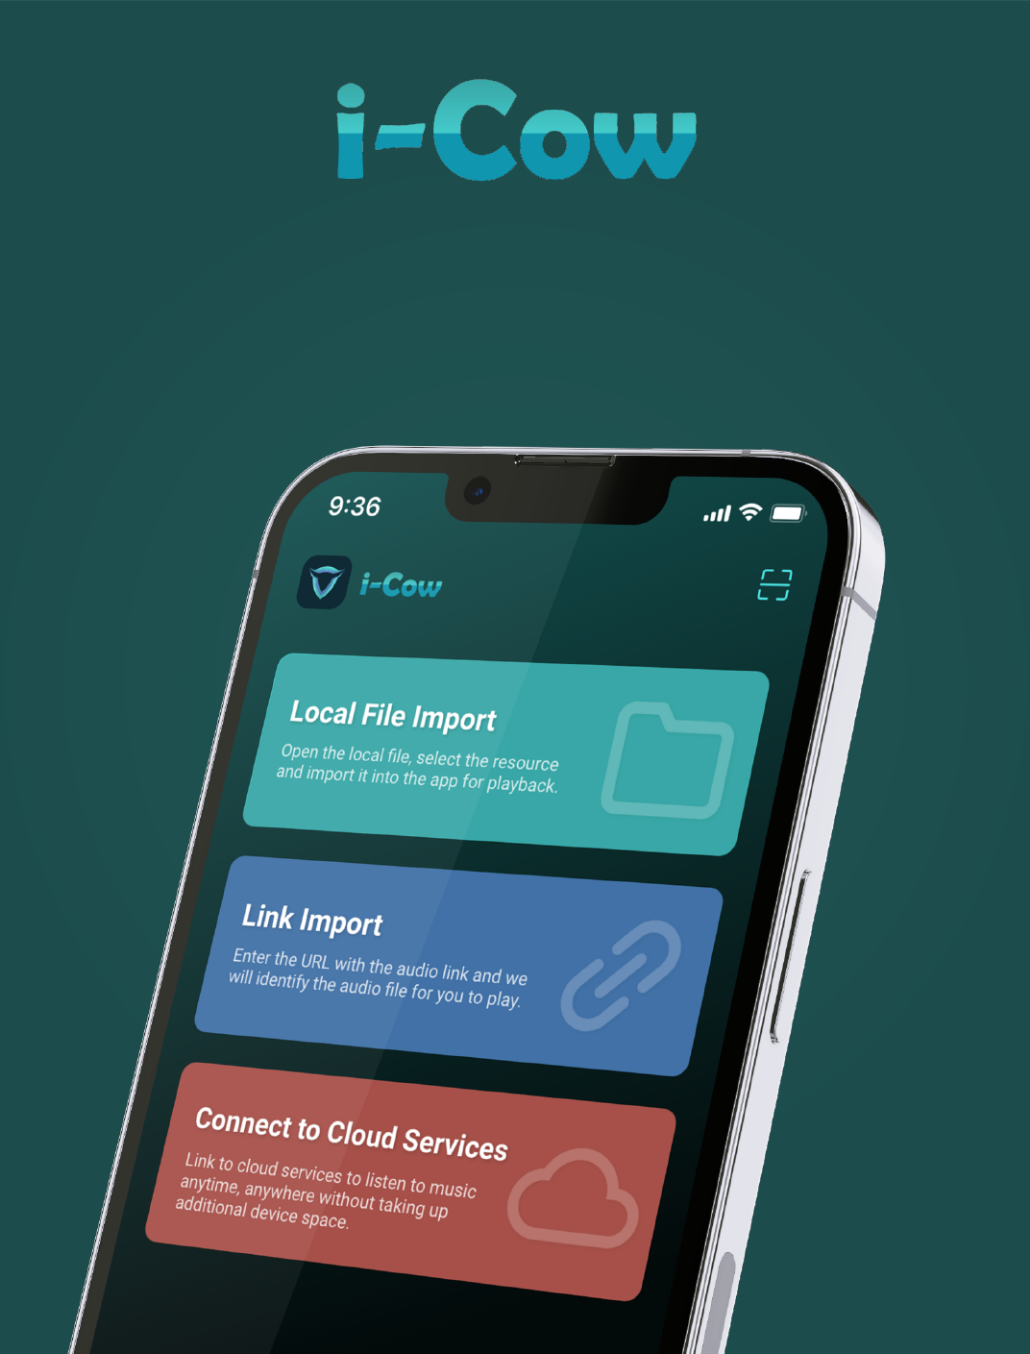 i-Cow
9:36
i-Cow
Local File Import
Open the local file, select the resource
and import it into the app for playback.
Link Import
Enter the URL with the audio link and we
will identify the audio file for you to play.
Connect to Cloud Services
Link to cloud services to listen to music
anytime, anywhere without taking up
additional device space.